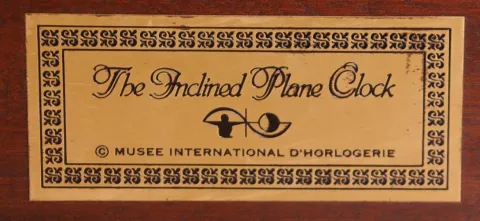 The Inclined Plane Clock
© MUSEE INTERNATIONAL D'HORLOGERIE